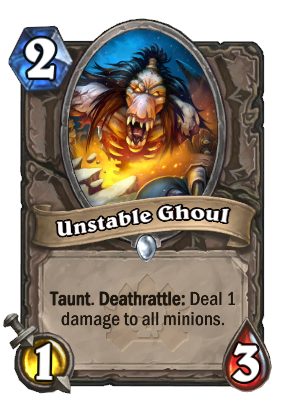 2
Unstable Ghoul
Taunt. Deathrattle: Deal 1
damage to all minions.
1
3